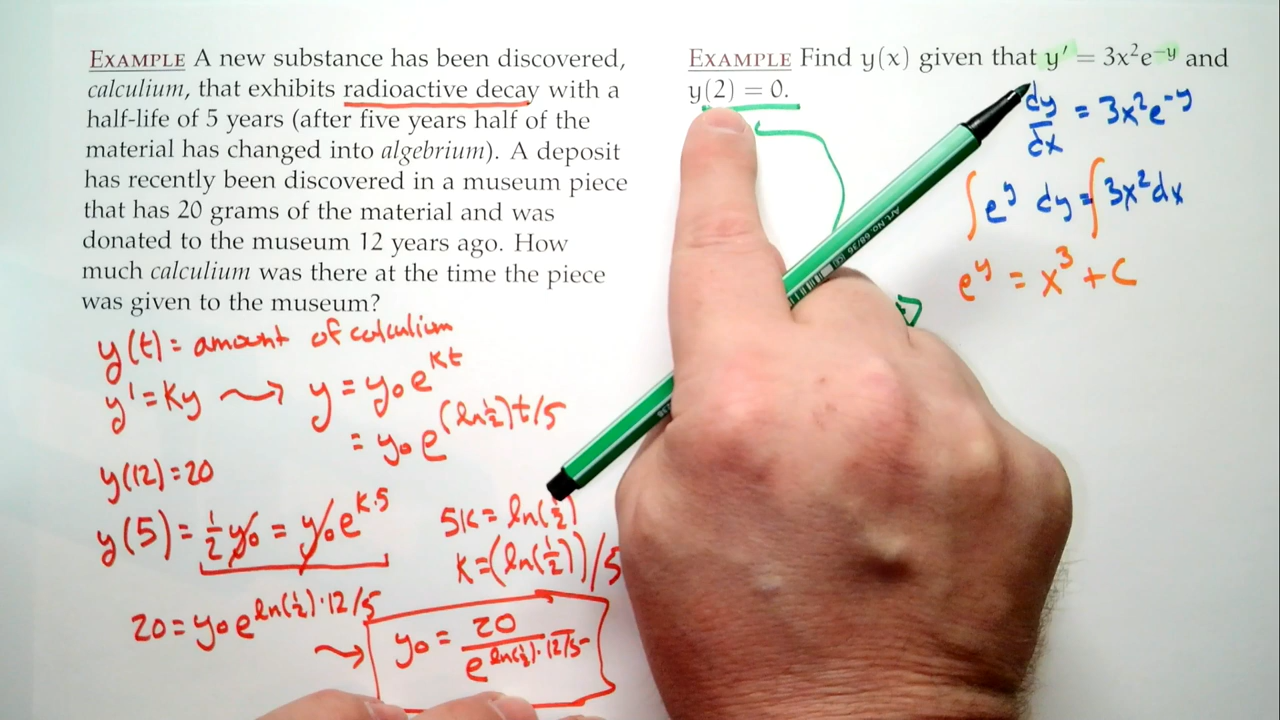 EXAMPLE A new substance has been discovered,
calculium, that exhibits radioactive decay with a
half-life of 5 years (after five years half of the
material has changed into algebrium). A deposit
has recently been discovered in a museum piece
that has 20 grams of the material and was
donated to the museum 12 years ago. How
much calculium was there at the time the piece
was given to the museum?
y(t) = amount of calculium
y' = Ky ⟿ y = y₀e^{Kt}
= y₀e^{(ln ½)t/5}
y(12) = 20
y(5) = ½y₀ = y₀e^{K·5}
5K = ln(½)
K = (ln(½))/5
20 = y₀e^{ln(½)·12/5}
→ y₀ = 20/e^{ln(½)·12/5}
EXAMPLE Find y(x) given that y′ = 3x²e^{−y} and
y(2) = 0.
dy/dx = 3x²e^{-y}
∫e^y dy = ∫3x²dx
e^y = x³ + C